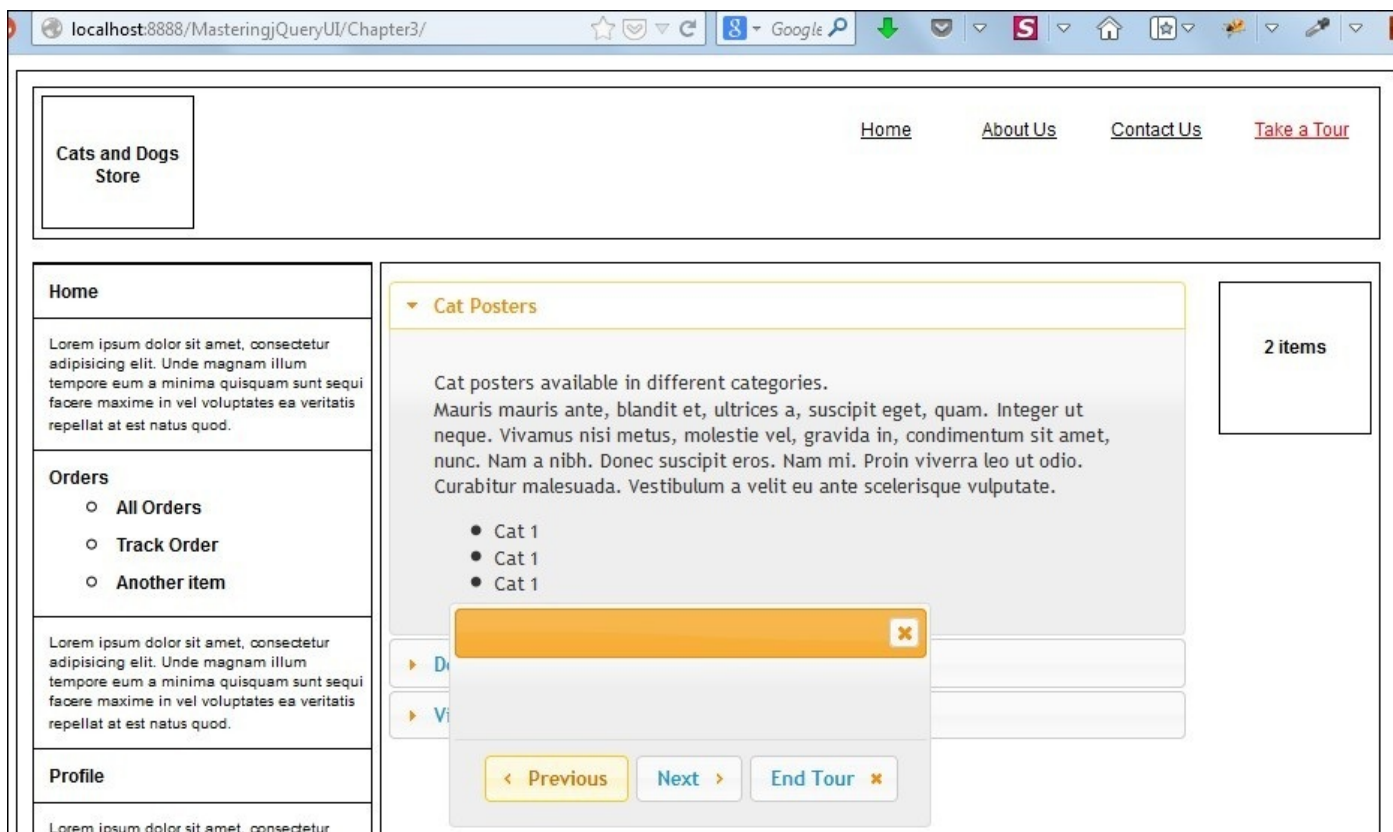 localhost:8888/MasteringjQueryUI/Chapter3/
8
Google
S
Cats and Dogs
Store
Home
About Us
Contact Us
Take a Tour
Home
Lorem ipsum dolor sit amet, consectetur
adipisicing elit. Unde magnam illum
tempore eum a minima quisquam sunt sequi
facere maxime in vel voluptates ea veritatis
repellat at est natus quod.
Orders
All Orders
Track Order
Another item
Lorem ipsum dolor sit amet, consectetur
adipisicing elit. Unde magnam illum
tempore eum a minima quisquam sunt sequi
facere maxime in vel voluptates ea veritatis
repellat at est natus quod.
Profile
Lorem ipsum dolor sit amet, consectetur
Cat Posters
Cat posters available in different categories.
Mauris mauris ante, blandit et, ultrices a, suscipit eget, quam. Integer ut
neque. Vivamus nisi metus, molestie vel, gravida in, condimentum sit amet,
nunc. Nam a nibh. Donec suscipit eros. Nam mi. Proin viverra leo ut odio.
Curabitur malesuada. Vestibulum a velit eu ante scelerisque vulputate.
Cat 1
Cat 1
Cat 1
Vi
Previous
Next
End Tour
2 items